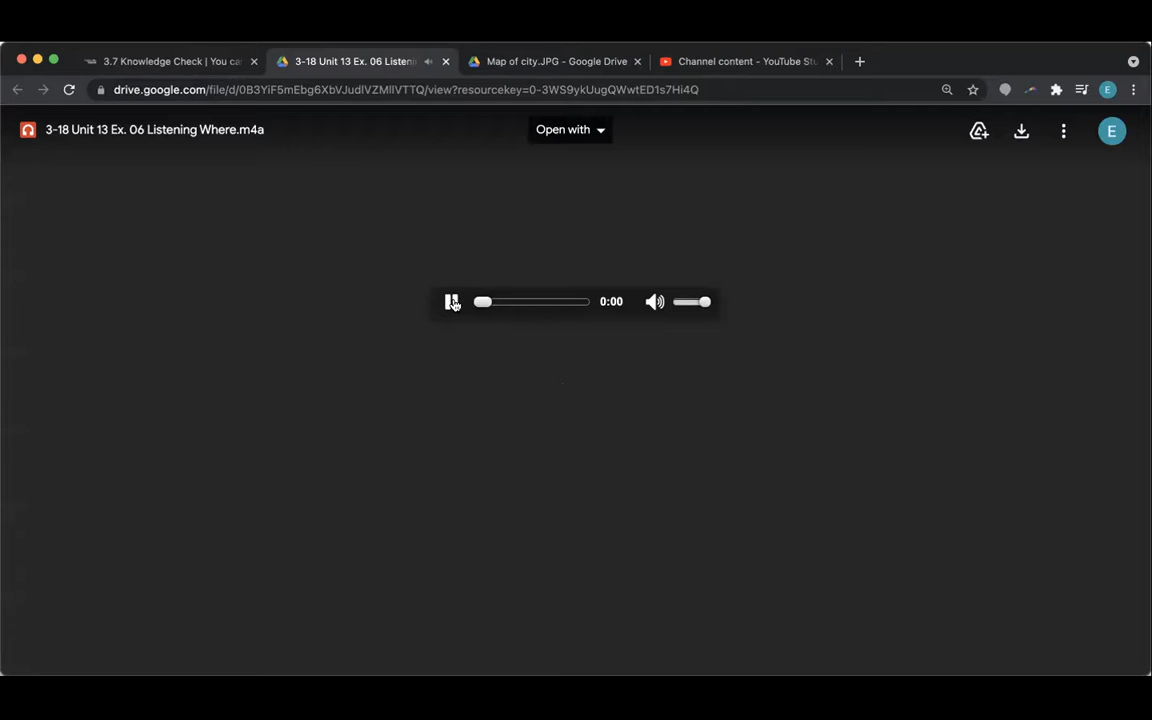 3.7 Knowledge Check | You ca
3-18 Unit 13 Ex. 06 Listenin
Map of city.JPG - Google Drive
Channel content - YouTube Stu
drive.google.com/file/d/0B3YiF5mEbg6XbVJudlVZMllVTTQ/view?resourcekey=0-3WS9ykUugQWwtED1s7Hi4Q
E
3-18 Unit 13 Ex. 06 Listening Where.m4a
Open with
E
0:00